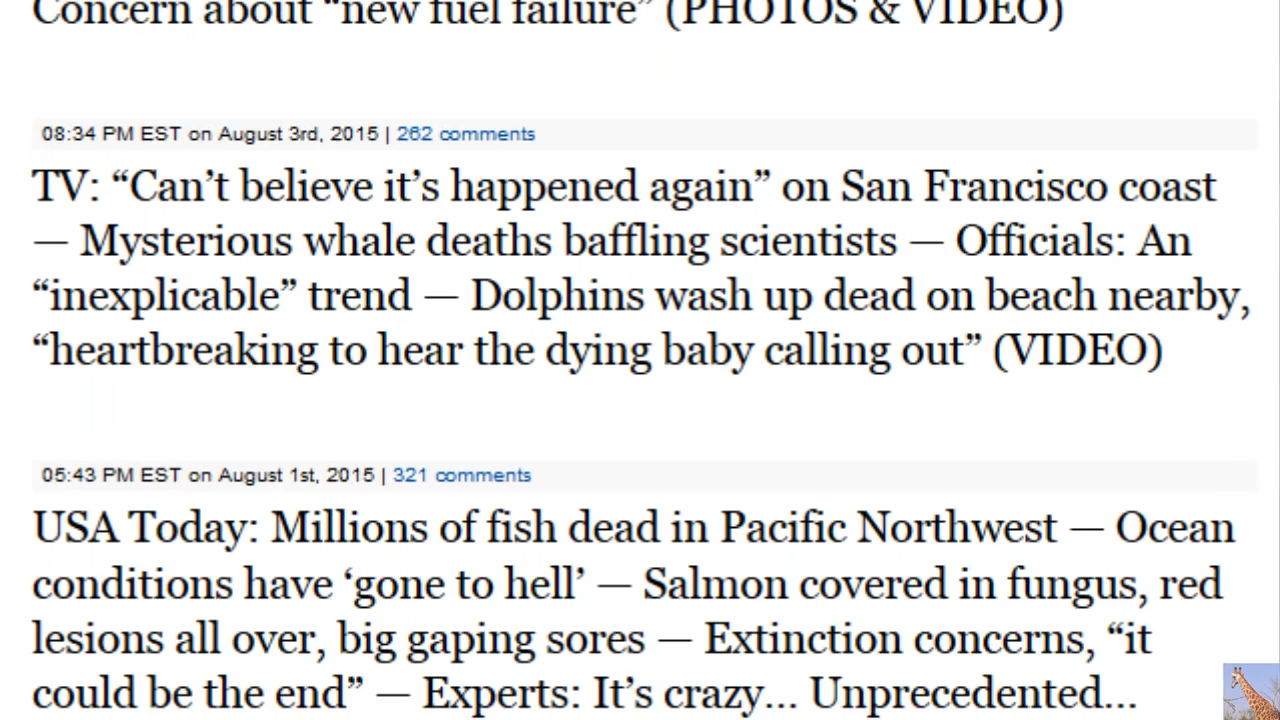 Concern about “new fuel failure” (PHOTOS & VIDEO)
08:34 PM EST on August 3rd, 2015 | 262 comments
TV: “Can’t believe it’s happened again” on San Francisco coast
— Mysterious whale deaths baffling scientists — Officials: An
“inexplicable” trend — Dolphins wash up dead on beach nearby,
“heartbreaking to hear the dying baby calling out” (VIDEO)
05:43 PM EST on August 1st, 2015 | 321 comments
USA Today: Millions of fish dead in Pacific Northwest — Ocean
conditions have ‘gone to hell’ — Salmon covered in fungus, red
lesions all over, big gaping sores — Extinction concerns, “it
could be the end” — Experts: It’s crazy... Unprecedented...